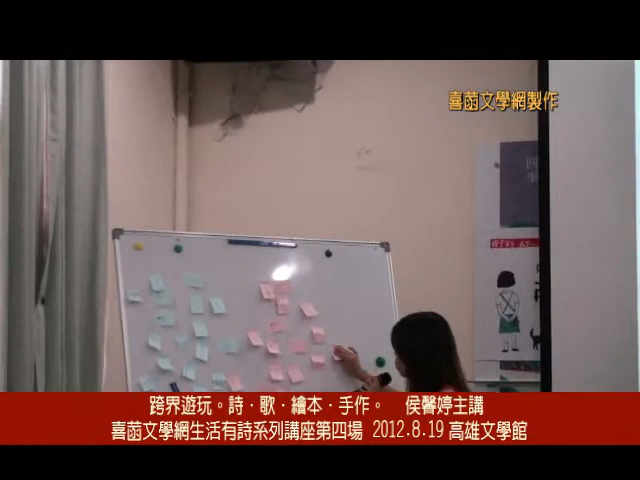 喜菡文學網製作
跨界遊玩。詩．歌．繪本．手作。　侯馨婷主講
喜菡文學網生活有詩系列講座第四場 2012.8.19 高雄文學館